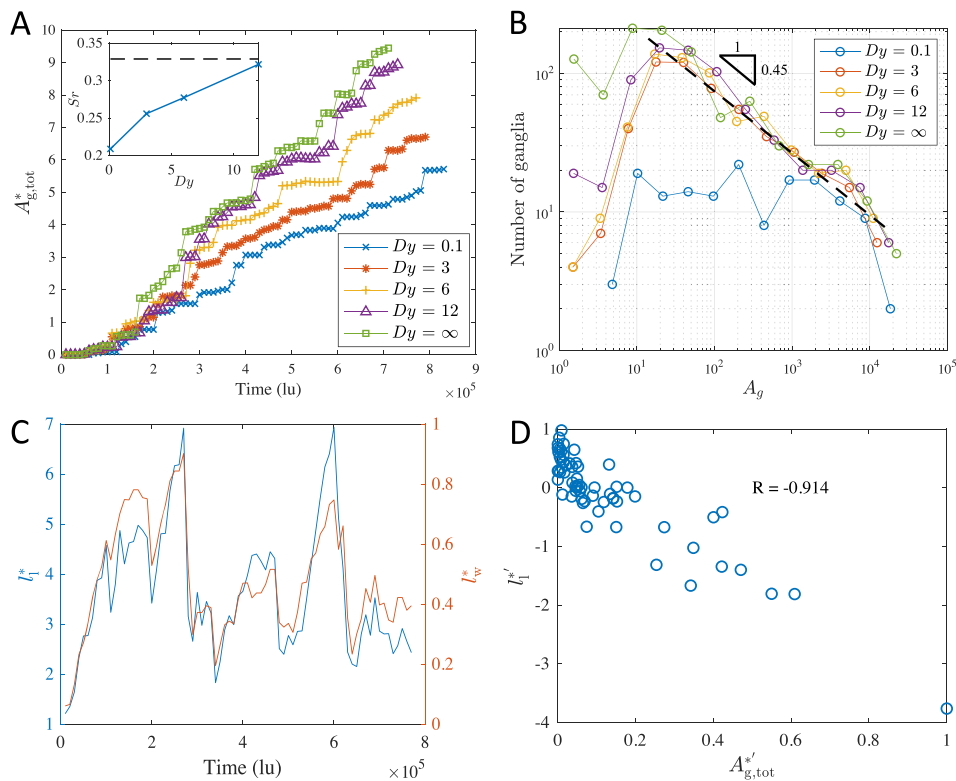 A
10
9
8
7
6
5
4
3
2
1
0
A*g,tot
0.35
0.3
0.25
0.2
Sr
0 5 10
Dy
Dy = 0.1
Dy = 3
Dy = 6
Dy = 12
Dy = ∞
0 1 2 3 4 5 6 7 8 9
Time (lu)
×10^5
B
10^2
10^1
10^0
Number of ganglia
1
0.45
Dy = 0.1
Dy = 3
Dy = 6
Dy = 12
Dy = ∞
10^0 10^1 10^2 10^3 10^4 10^5
A_g
C
7
6
5
4
3
2
1
l*_1
1
0.8
0.6
0.4
0.2
0
l*_w
0 2 4 6 8
Time (lu)
×10^5
D
1
0
-1
-2
-3
-4
l*'_1
R = -0.914
0 0.2 0.4 0.6 0.8 1
A*'_g,tot